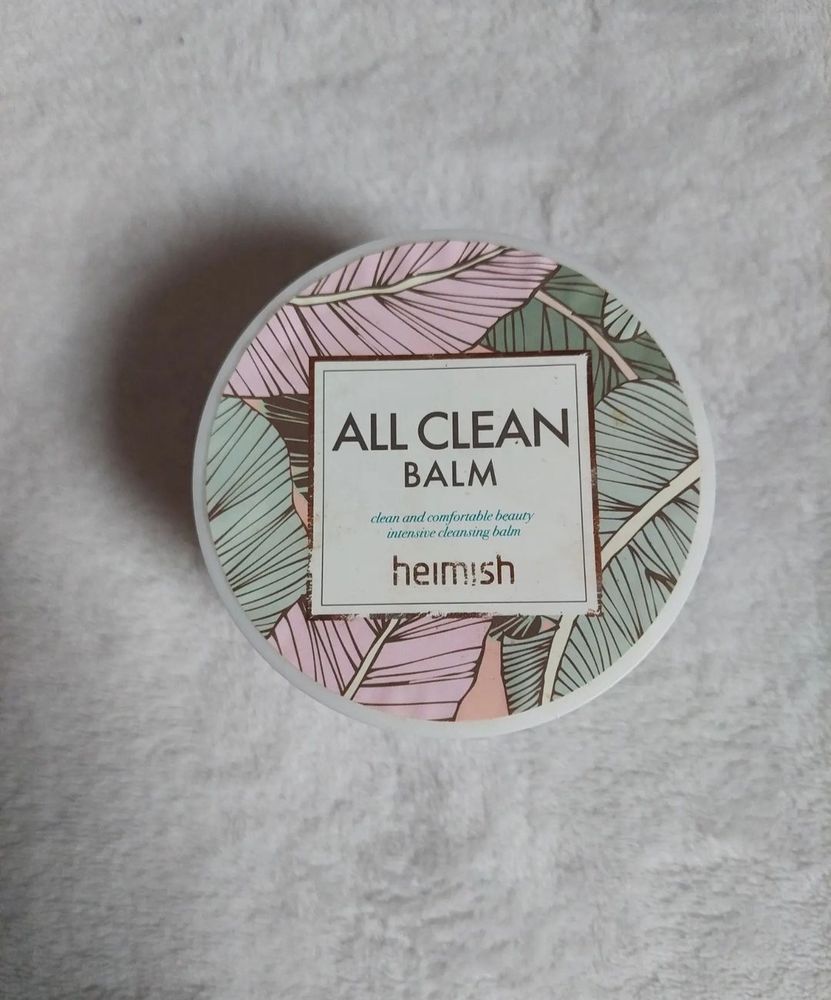 ALL CLEAN
BALM
clean and comfortable beauty
intensive cleansing balm
heimish